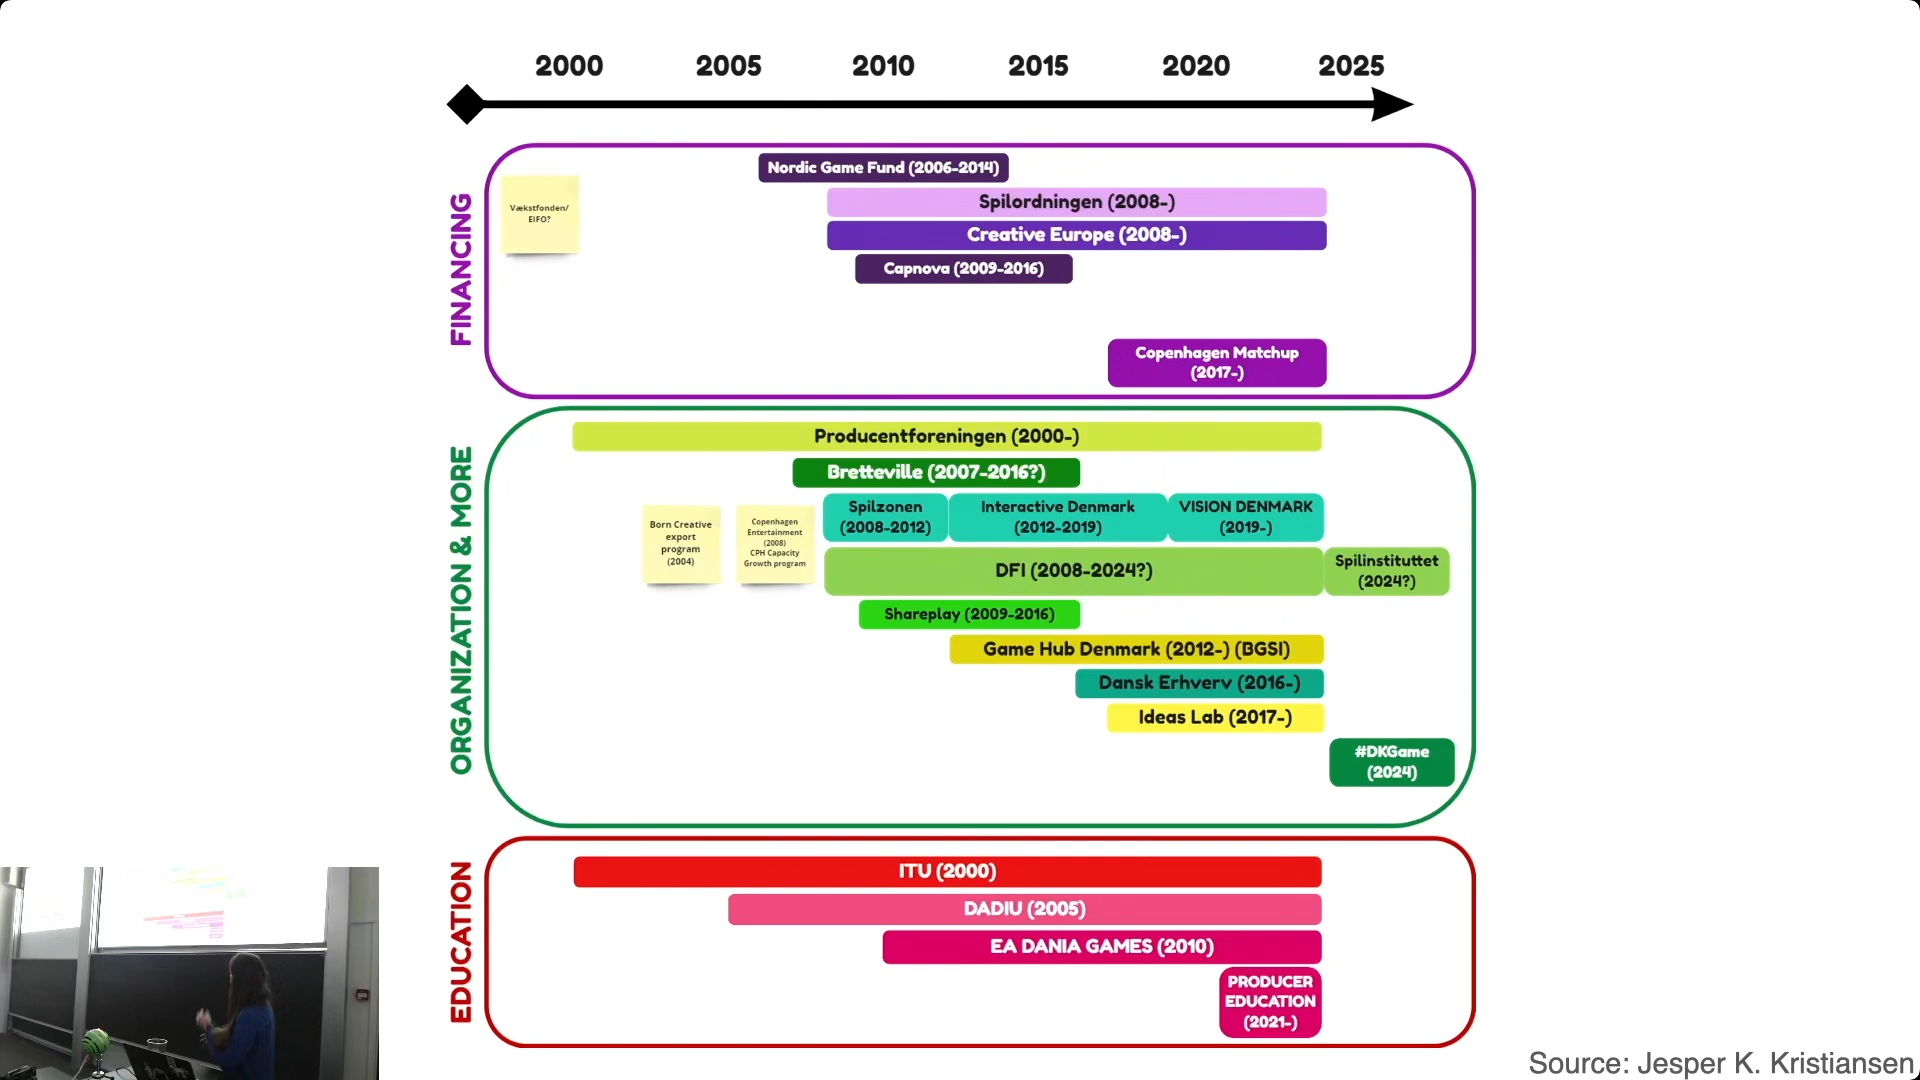 2000 2005 2010 2015 2020 2025
FINANCING
Nordic Game Fund (2006-2014)
Vækstfonden/
EIFO?
Spilordningen (2008-)
Creative Europe (2008-)
Capnova (2009-2016)
Copenhagen Matchup
(2017-)
ORGANIZATION & MORE
Producentforeningen (2000-)
Bretteville (2007-2016?)
Born Creative
export
program
(2004)
Copenhagen
Entertainment
(2008)
CPH Capacity
Growth program
Spilzonen
(2008-2012)
Interactive Denmark
(2012-2019)
VISION DENMARK
(2019-)
DFI (2008-2024?)
Spilinstituttet
(2024?)
Shareplay (2009-2016)
Game Hub Denmark (2012-) (BGSI)
Dansk Erhverv (2016-)
Ideas Lab (2017-)
#DKGame
(2024)
EDUCATION
ITU (2000)
DADIU (2005)
EA DANIA GAMES (2010)
PRODUCER
EDUCATION
(2021-)
Source: Jesper K. Kristiansen